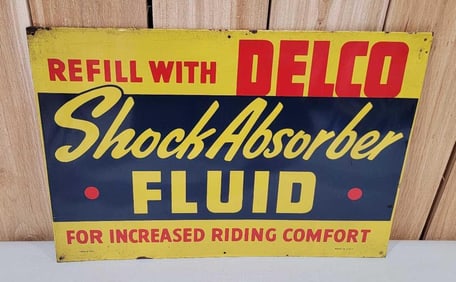 REFILL WITH DELCO
Shock Absorber
FLUID
FOR INCREASED RIDING COMFORT